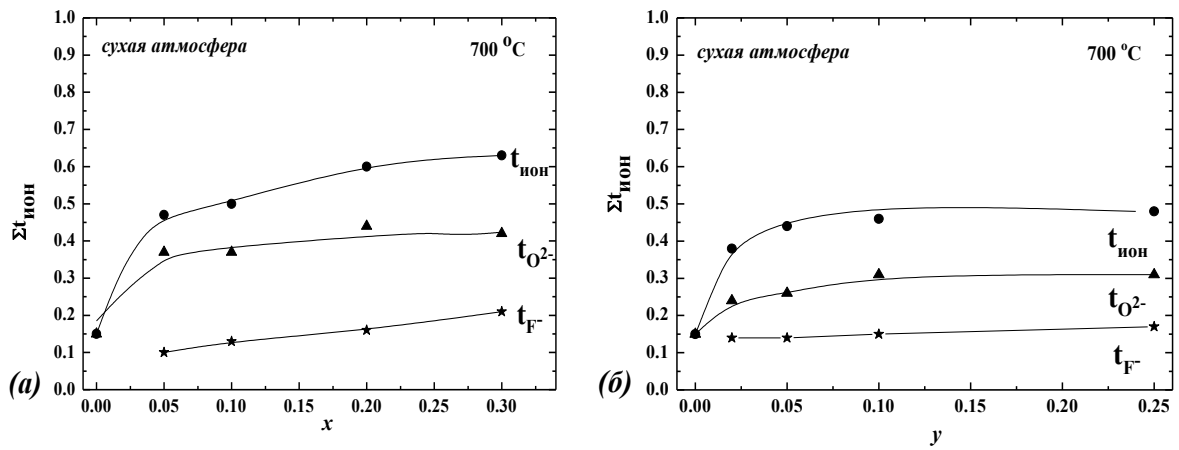 1.0
0.9
0.8
0.7
0.6
0.5
0.4
0.3
0.2
0.1
0.0
Σtион
сухая атмосфера
700 °C
tион
tO2-
tF-
0.00 0.05 0.10 0.15 0.20 0.25 0.30
x
(а)
1.0
0.9
0.8
0.7
0.6
0.5
0.4
0.3
0.2
0.1
0.0
Σtион
сухая атмосфера
700 °C
tион
tO2-
tF-
0.00 0.05 0.10 0.15 0.20 0.25
y
(б)